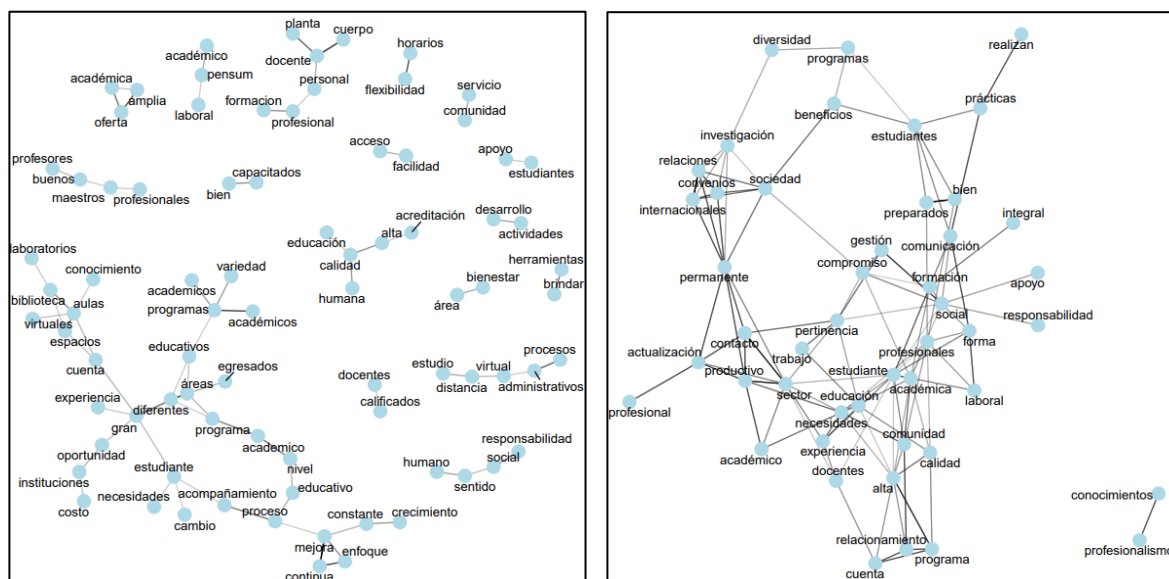 planta
cuerpo
académico
docente
horarios
académica
pensum
personal
servicio
amplia
formacion
flexibilidad
comunidad
oferta
laboral
profesional
acceso
apoyo
profesores
facilidad
estudiantes
buenos
capacitados
maestros
profesionales
bien
acreditación
desarrollo
educación
alta
actividades
laboratorios
conocimiento
variedad
calidad
herramientas
academicos
bienestar
biblioteca
aulas
humana
brindar
programas
académicos
área
virtuales
espacios
educativos
procesos
cuenta
egresados
estudio
virtual
áreas
docentes
distancia
administrativos
experiencia
diferentes
calificados
gran
programa
responsabilidad
oportunidad
academico
social
estudiante
nivel
humano
instituciones
sentido
necesidades
acompañamiento
educativo
costo
constante
crecimiento
cambio
proceso
mejora
enfoque
continua
diversidad
realizan
programas
prácticas
beneficios
estudiantes
investigación
relaciones
convenios
sociedad
bien
internacionales
preparados
integral
gestión
comunicación
permanente
compromiso
formación
apoyo
social
pertinencia
responsabilidad
contacto
actualización
trabajo
profesionales
forma
productivo
estudiante
sector
académica
profesional
educación
laboral
necesidades
comunidad
académico
experiencia
calidad
docentes
alta
conocimientos
relacionamiento
programa
profesionalismo
cuenta